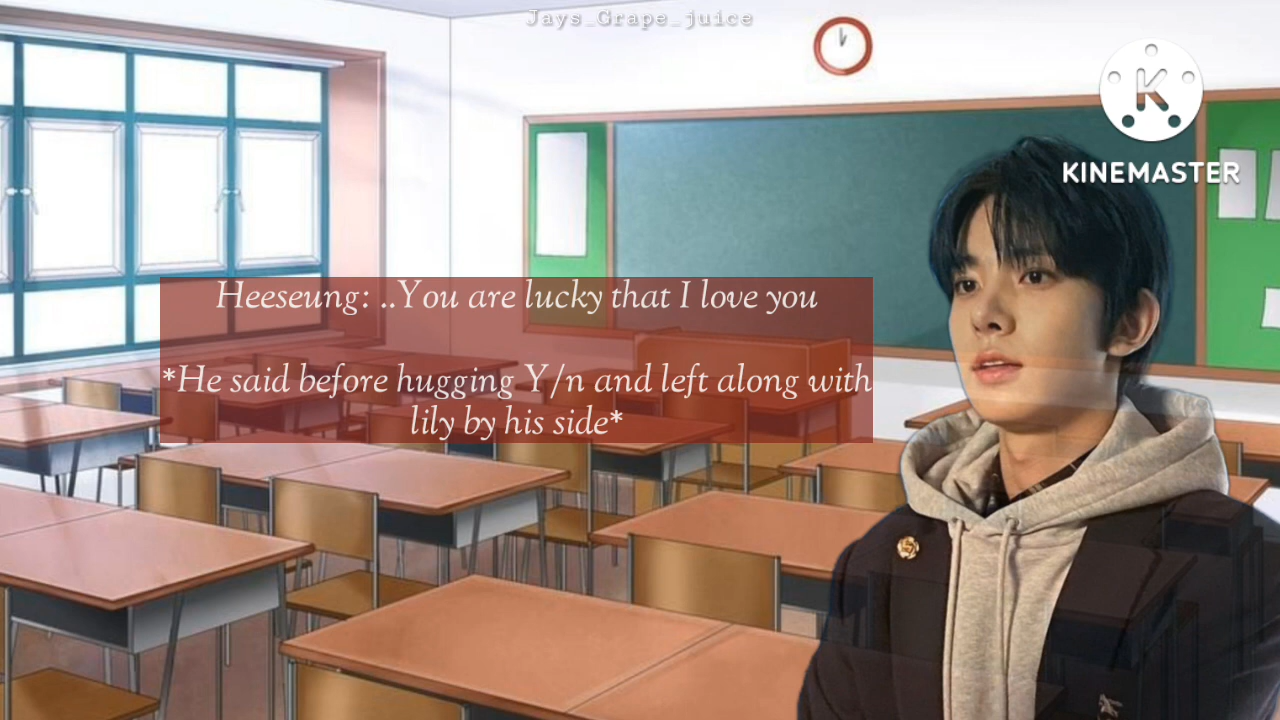 Jays_Grape_juice
K
KINEMASTER
Heeseung: ..You are lucky that I love you
*He said before hugging Y/n and left along with
lily by his side*